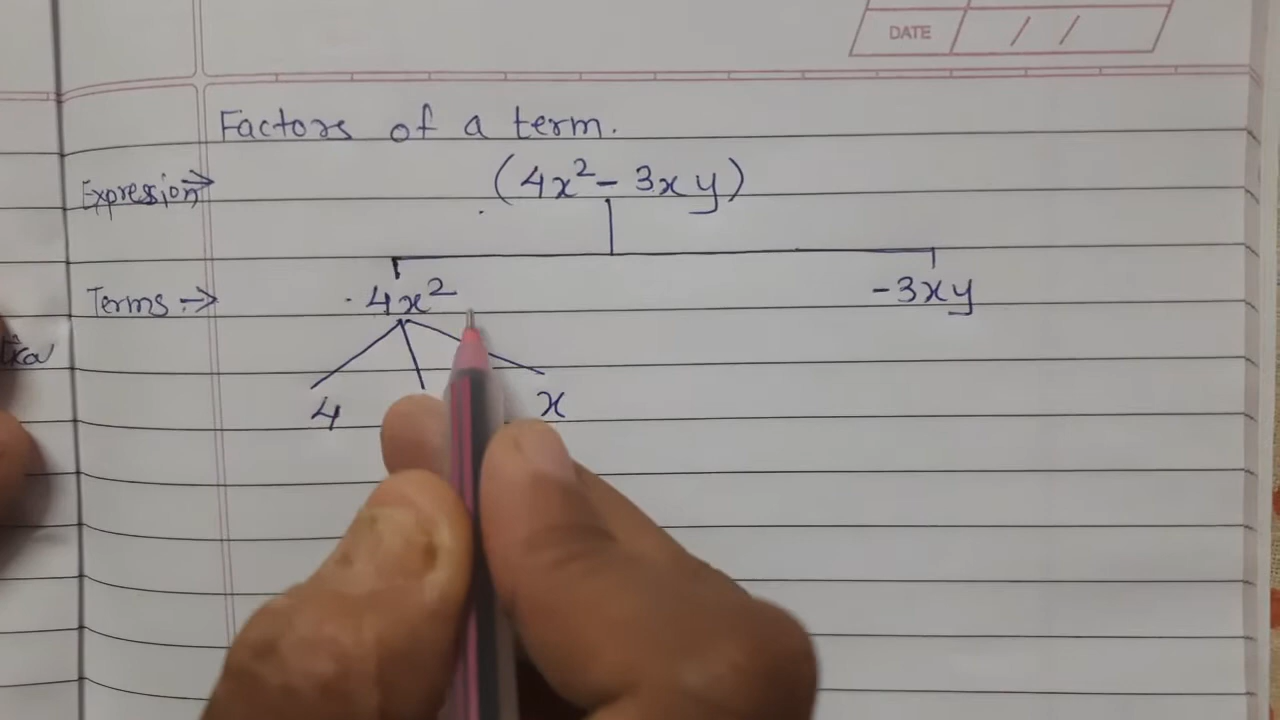 DATE / /
Factors of a term.
Expression→ (4x² - 3xy)
Terms :→ 4x² -3xy
4 x